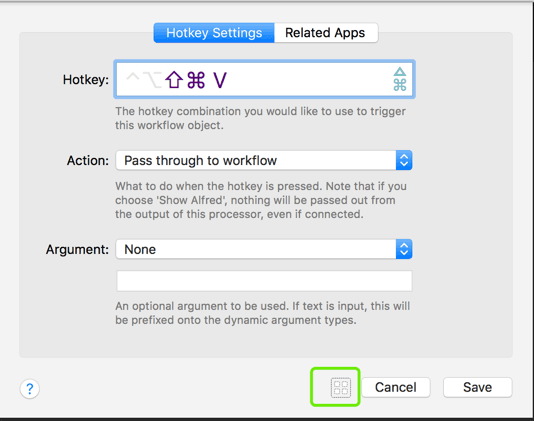 Hotkey Settings Related Apps
Hotkey: ⌃⌥⇧⌘ V
The hotkey combination you would like to use to trigger
this workflow object.
Action: Pass through to workflow
What to do when the hotkey is pressed. Note that if you
choose 'Show Alfred', nothing will be passed out from
the output of this processor, even if connected.
Argument: None
An optional argument to be used. If text is input, this will
be prefixed onto the dynamic argument types.
? Cancel Save